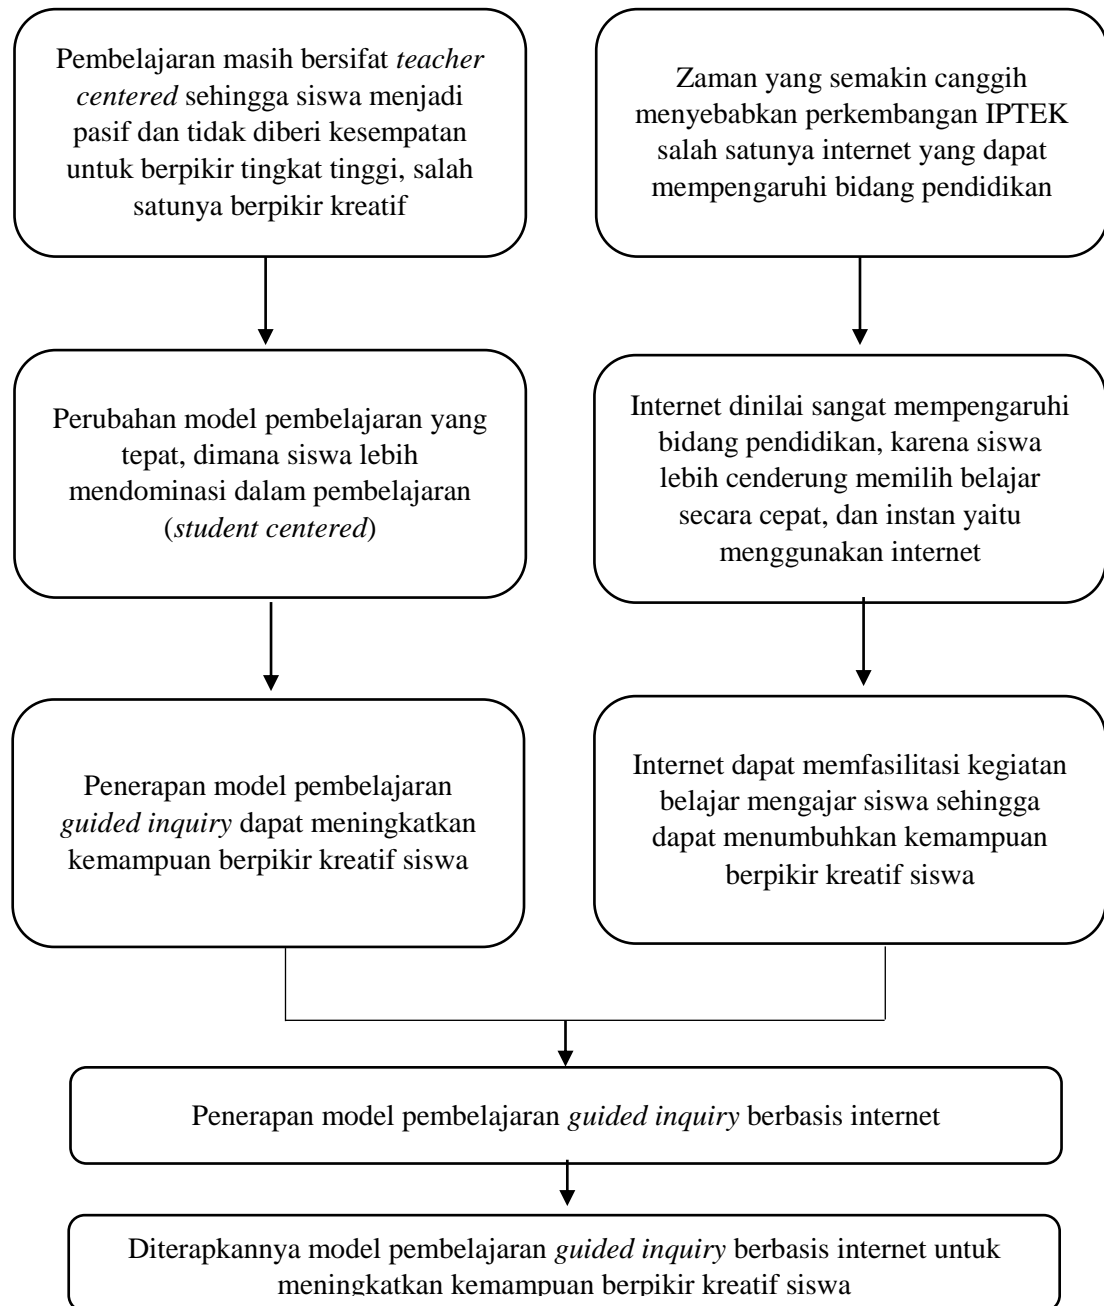 Pembelajaran masih bersifat teacher
centered sehingga siswa menjadi
pasif dan tidak diberi kesempatan
untuk berpikir tingkat tinggi, salah
satunya berpikir kreatif
Zaman yang semakin canggih
menyebabkan perkembangan IPTEK
salah satunya internet yang dapat
mempengaruhi bidang pendidikan
Perubahan model pembelajaran yang
tepat, dimana siswa lebih
mendominasi dalam pembelajaran
(student centered)
Internet dinilai sangat mempengaruhi
bidang pendidikan, karena siswa
lebih cenderung memilih belajar
secara cepat, dan instan yaitu
menggunakan internet
Penerapan model pembelajaran
guided inquiry dapat meningkatkan
kemampuan berpikir kreatif siswa
Internet dapat memfasilitasi kegiatan
belajar mengajar siswa sehingga
dapat menumbuhkan kemampuan
berpikir kreatif siswa
Penerapan model pembelajaran guided inquiry berbasis internet
Diterapkannya model pembelajaran guided inquiry berbasis internet untuk
meningkatkan kemampuan berpikir kreatif siswa